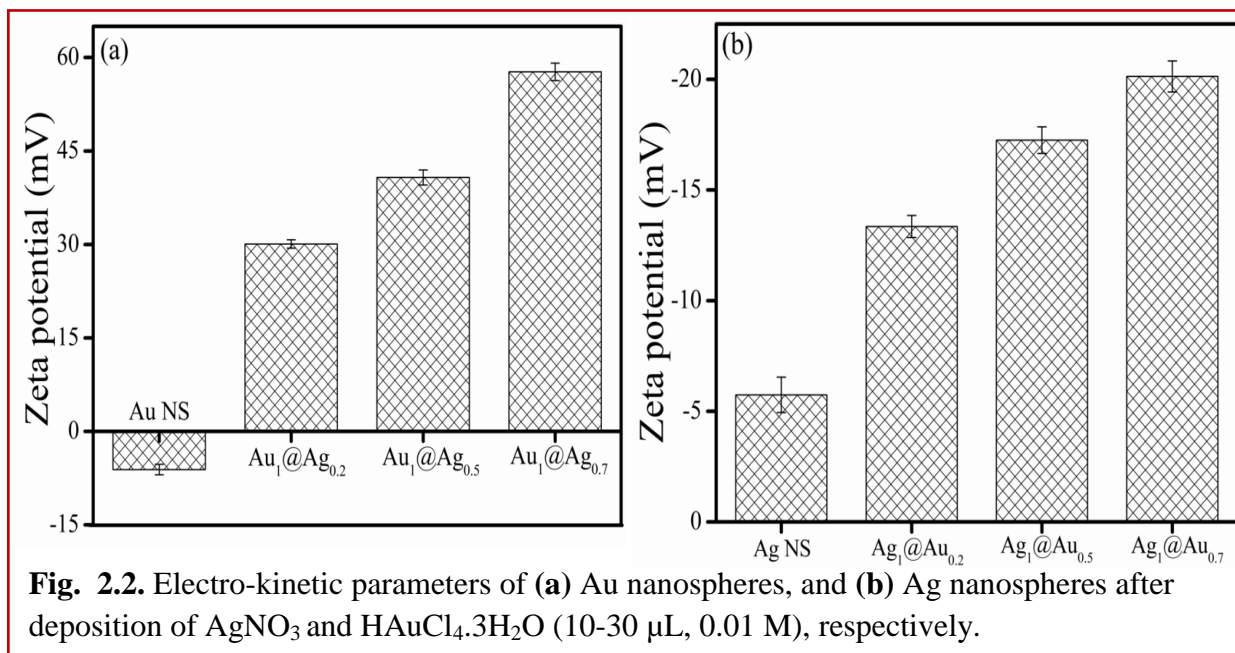 (a)
60
45
30
15
0
-15
Zeta potential (mV)
Au NS
Au₁@Ag₀.₂
Au₁@Ag₀.₅
Au₁@Ag₀.₇
(b)
-20
-15
-10
-5
0
Zeta potential (mV)
Ag NS
Ag₁@Au₀.₂
Ag₁@Au₀.₅
Ag₁@Au₀.₇
Fig. 2.2. Electro-kinetic parameters of (a) Au nanospheres, and (b) Ag nanospheres after
deposition of AgNO₃ and HAuCl₄.3H₂O (10-30 µL, 0.01 M), respectively.